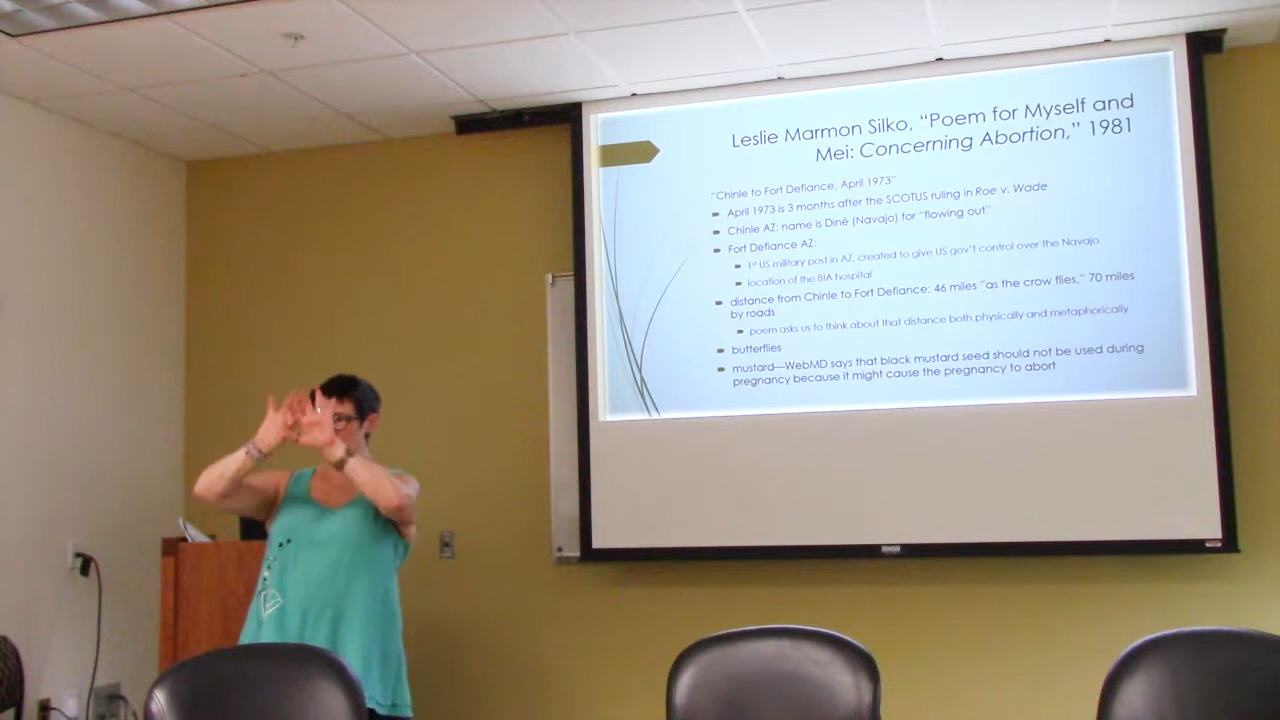 Leslie Marmon Silko, “Poem for Myself and
Mei: Concerning Abortion,” 1981
“Chinle to Fort Defiance, April 1973”
April 1973 is 3 months after the SCOTUS ruling in Roe v. Wade
Chinle AZ: name is Diné (Navajo) for “flowing out”
Fort Defiance AZ:
1st US military post in AZ, created to give US gov’t control over the Navajo
location of the BIA hospital
distance from Chinle to Fort Defiance: 46 miles “as the crow flies,” 70 miles
by roads
poem asks us to think about that distance both physically and metaphorically
butterflies
mustard—WebMD says that black mustard seed should not be used during
pregnancy because it might cause the pregnancy to abort